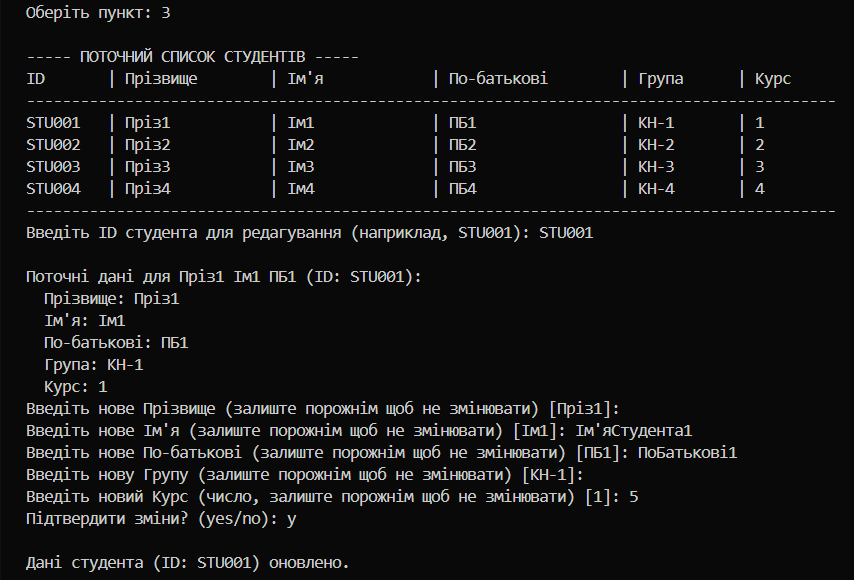 Оберіть пункт: 3
----- ПОТОЧНИЙ СПИСОК СТУДЕНТІВ -----
ID | Прізвище | Ім'я | По-батькові | Група | Курс
------------------------------------------------------------------------------------------
STU001 | Пріз1 | Ім1 | ПБ1 | КН-1 | 1
STU002 | Пріз2 | Ім2 | ПБ2 | КН-2 | 2
STU003 | Пріз3 | Ім3 | ПБ3 | КН-3 | 3
STU004 | Пріз4 | Ім4 | ПБ4 | КН-4 | 4
------------------------------------------------------------------------------------------
Введіть ID студента для редагування (наприклад, STU001): STU001
Поточні дані для Пріз1 Ім1 ПБ1 (ID: STU001):
Прізвище: Пріз1
Ім'я: Ім1
По-батькові: ПБ1
Група: КН-1
Курс: 1
Введіть нове Прізвище (залиште порожнім щоб не змінювати) [Пріз1]:
Введіть нове Ім'я (залиште порожнім щоб не змінювати) [Ім1]: Ім'яСтудента1
Введіть нове По-батькові (залиште порожнім щоб не змінювати) [ПБ1]: ПоБатькові1
Введіть нову Групу (залиште порожнім щоб не змінювати) [КН-1]:
Введіть новий Курс (число, залиште порожнім щоб не змінювати) [1]: 5
Підтвердити зміни? (yes/no): y
Дані студента (ID: STU001) оновлено.